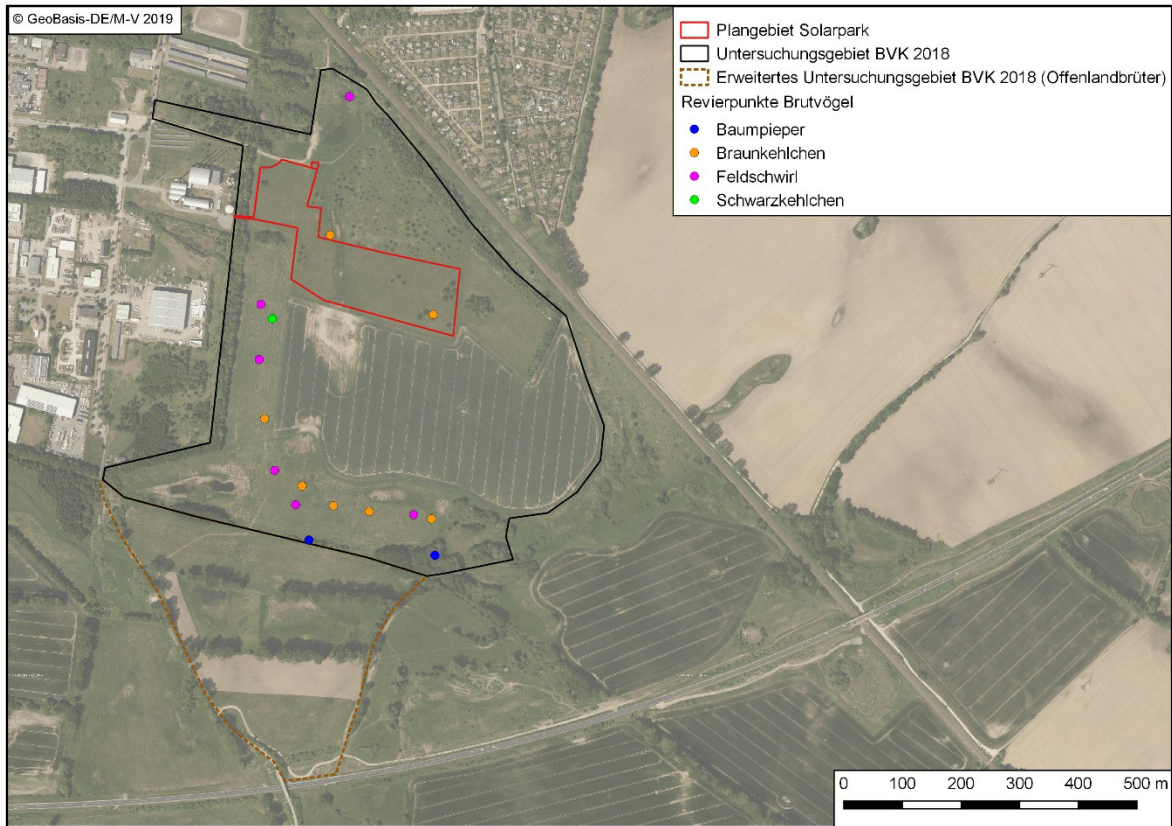 © GeoBasis-DE/M-V 2019
Plangebiet Solarpark
Untersuchungsgebiet BVK 2018
Erweitertes Untersuchungsgebiet BVK 2018 (Offenlandbrüter)
Revierpunkte Brutvögel
Baumpieper
Braunkehlchen
Feldschwirl
Schwarzkehlchen
0 100 200 300 400 500 m